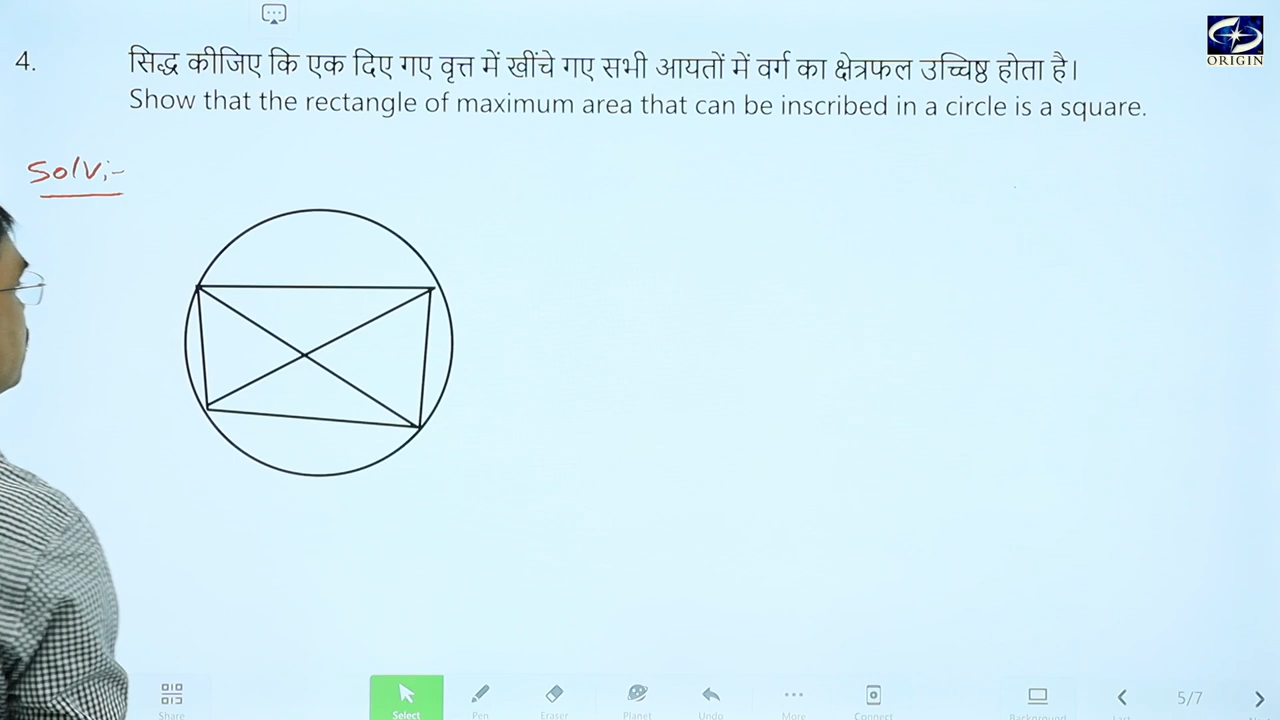 ORIGIN
4. सिद्ध कीजिए कि एक दिए गए वृत्त में खींचे गए सभी आयतों में वर्ग का क्षेत्रफल उच्चिष्ठ होता है।
Show that the rectangle of maximum area that can be inscribed in a circle is a square.
Solv;-
Share Select Pen Eraser Planet Undo More Connect Background 5/7